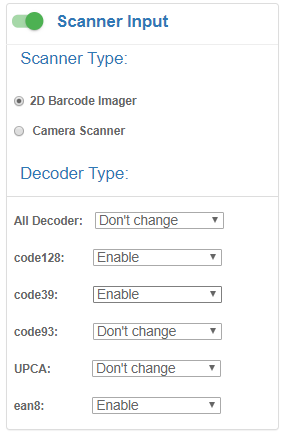 Scanner Input
Scanner Type:
2D Barcode Imager
Camera Scanner
Decoder Type:
All Decoder: Don't change
code128: Enable
code39: Enable
code93: Don't change
UPCA: Don't change
ean8: Enable